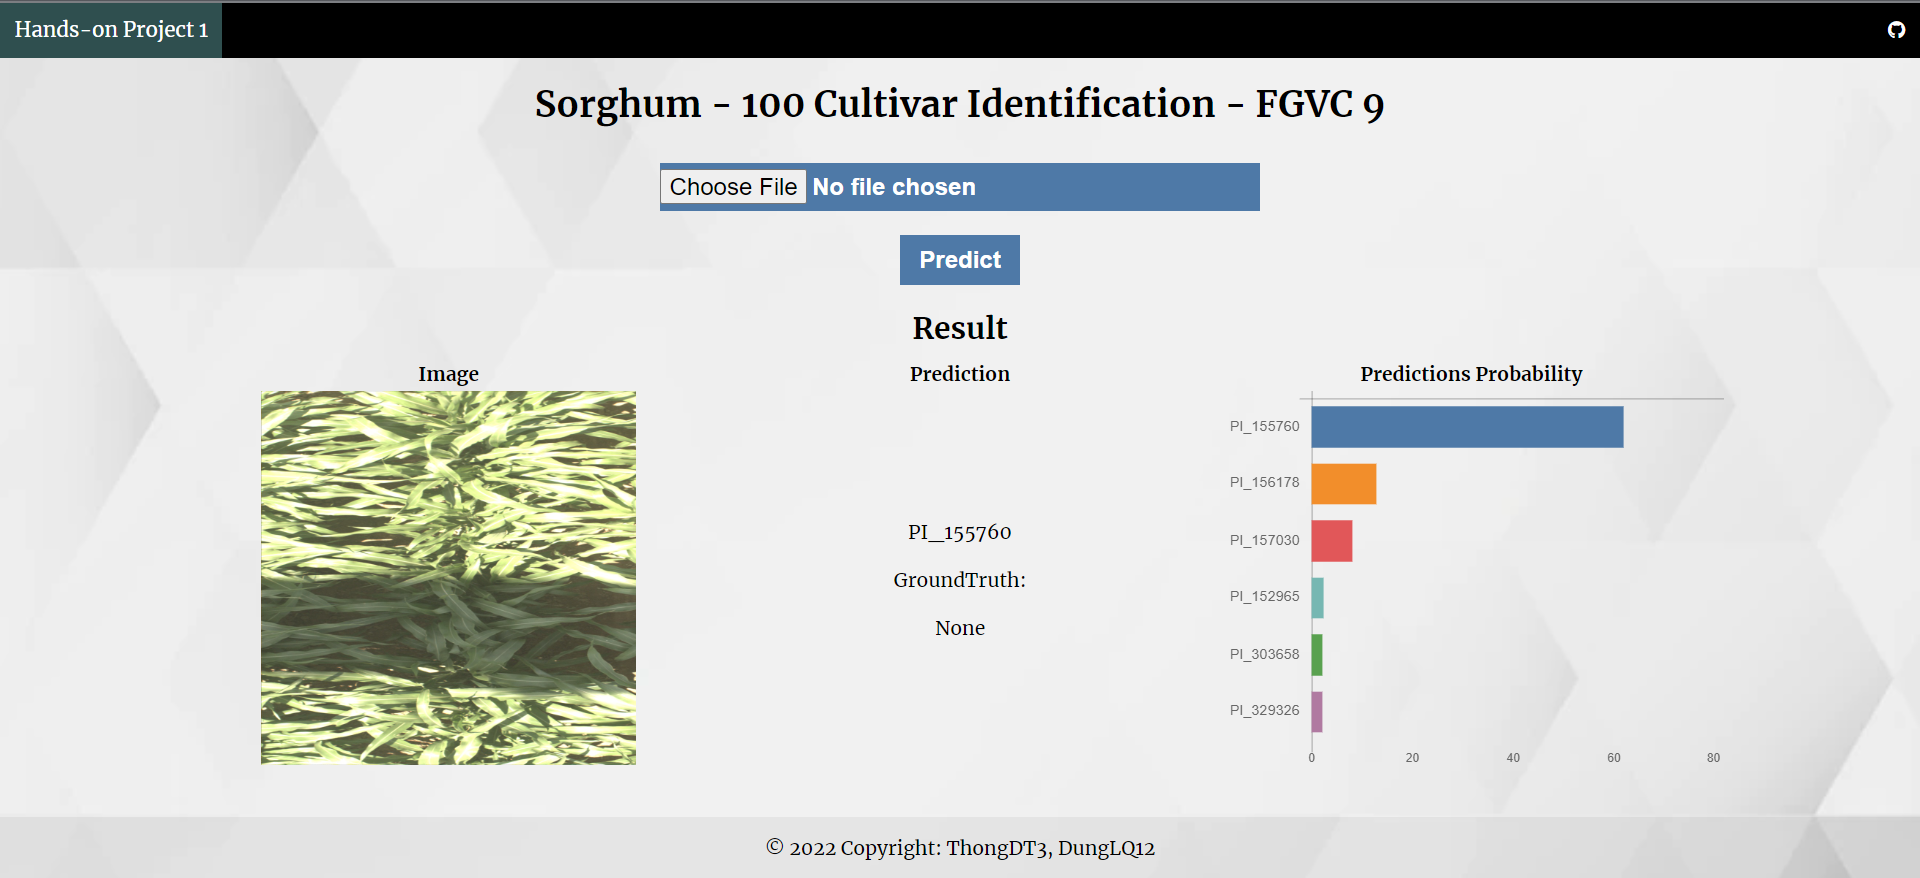 Hands-on Project 1
Sorghum - 100 Cultivar Identification - FGVC 9
Choose File No file chosen
Predict
Result
Image
Prediction
PI_155760
GroundTruth:
None
Predictions Probability
PI_155760
PI_156178
PI_157030
PI_152965
PI_303658
PI_329326
0 20 40 60 80
© 2022 Copyright: ThongDT3, DungLQ12